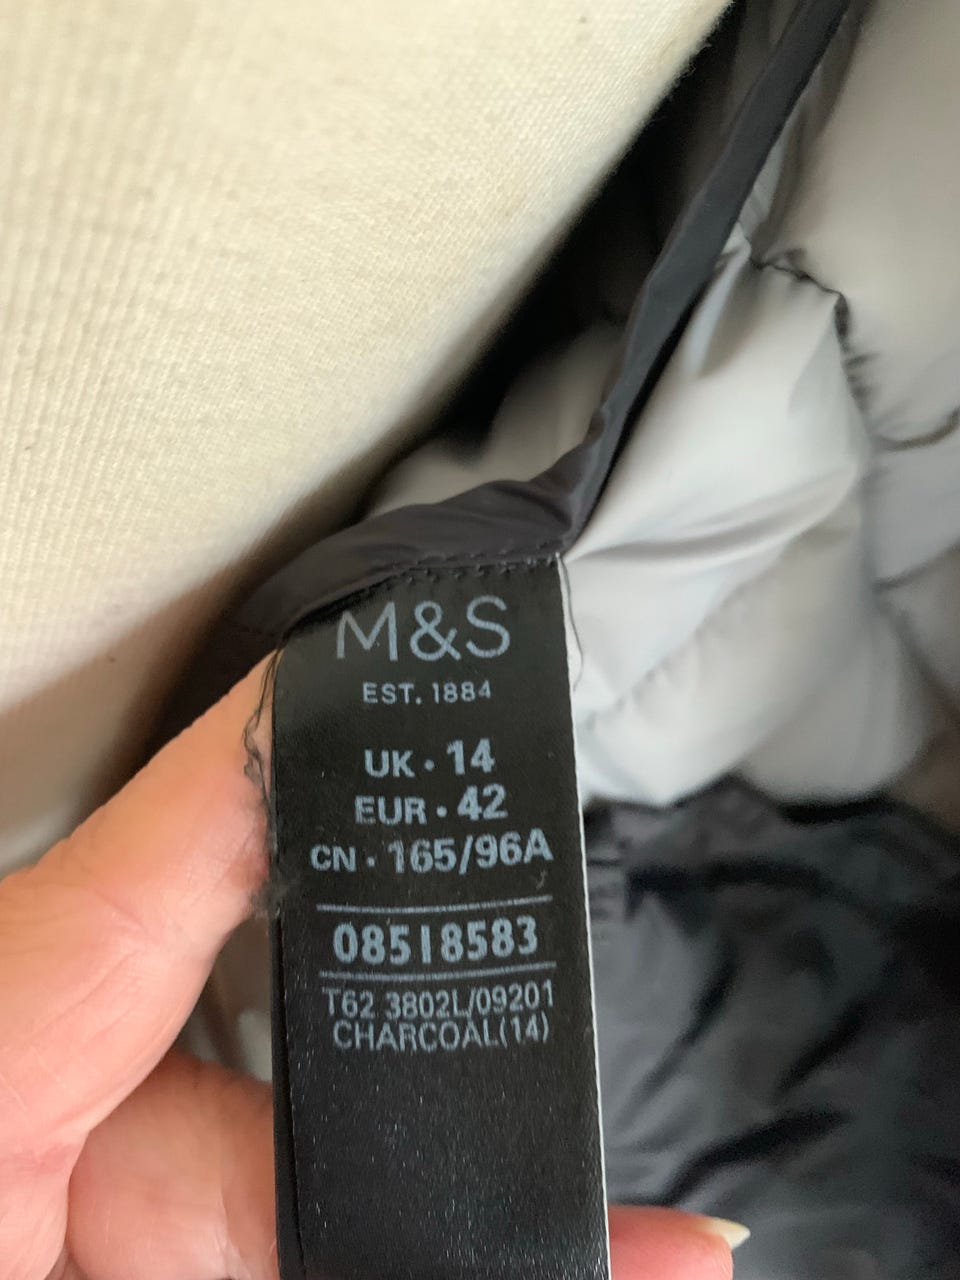 M&S
EST. 1884
UK · 14
EUR · 42
CN · 165/96A
08518583
T62 3802L/09201
CHARCOAL(14)